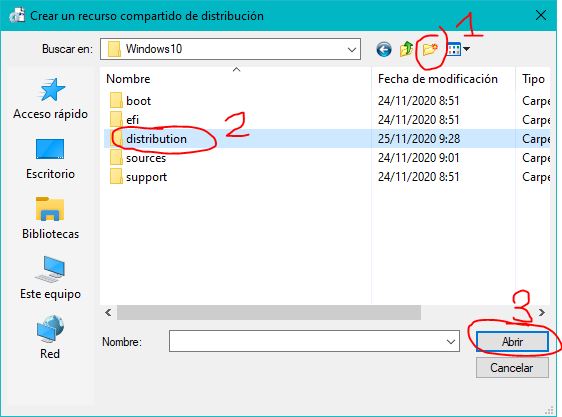 Crear un recurso compartido de distribución
1
Buscar en: Windows10
Nombre Fecha de modificación Tipo
boot 24/11/2020 8:51 Carpe
efi 24/11/2020 8:51 Carpe
2
distribution 25/11/2020 9:28 Carpe
sources 24/11/2020 9:01 Carpe
support 24/11/2020 8:51 Carpe
Acceso rápido
Escritorio
Bibliotecas
Este equipo
Red
3
Nombre: Abrir
Cancelar